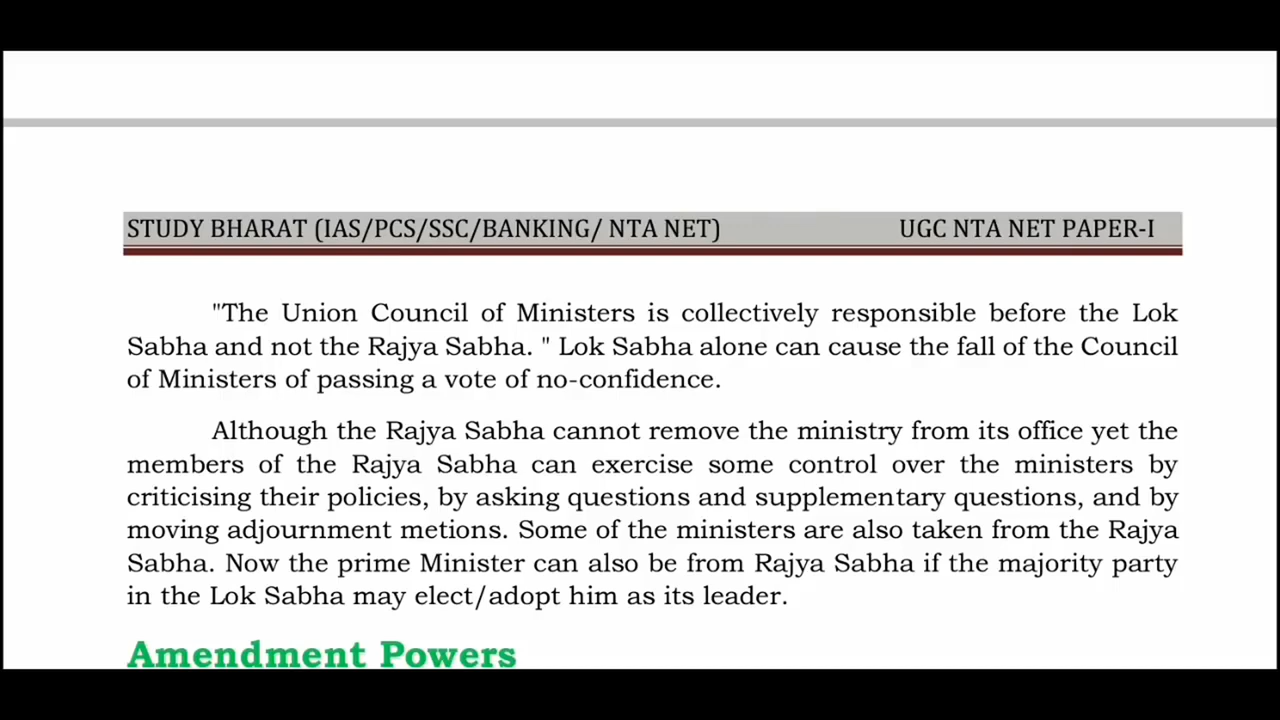 STUDY BHARAT (IAS/PCS/SSC/BANKING/ NTA NET) UGC NTA NET PAPER-I
"The Union Council of Ministers is collectively responsible before the Lok
Sabha and not the Rajya Sabha. " Lok Sabha alone can cause the fall of the Council
of Ministers of passing a vote of no-confidence.
Although the Rajya Sabha cannot remove the ministry from its office yet the
members of the Rajya Sabha can exercise some control over the ministers by
criticising their policies, by asking questions and supplementary questions, and by
moving adjournment metions. Some of the ministers are also taken from the Rajya
Sabha. Now the prime Minister can also be from Rajya Sabha if the majority party
in the Lok Sabha may elect/adopt him as its leader.
Amendment Powers